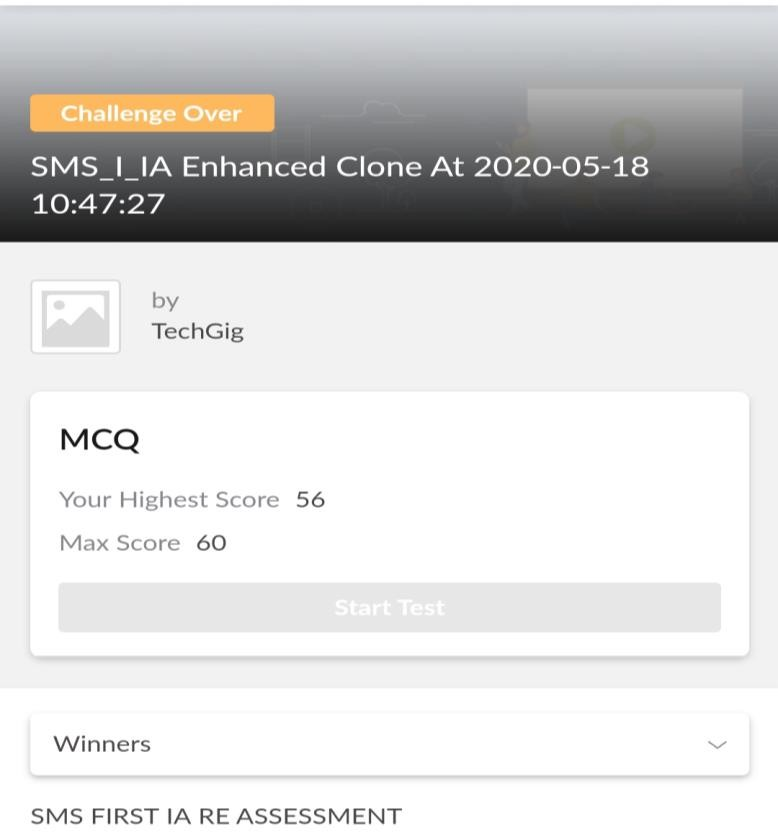 Challenge Over
SMS_I_IA Enhanced Clone At 2020-05-18
10:47:27
by
TechGig
MCQ
Your Highest Score 56
Max Score 60
Start Test
Winners
SMS FIRST IA RE ASSESSMENT